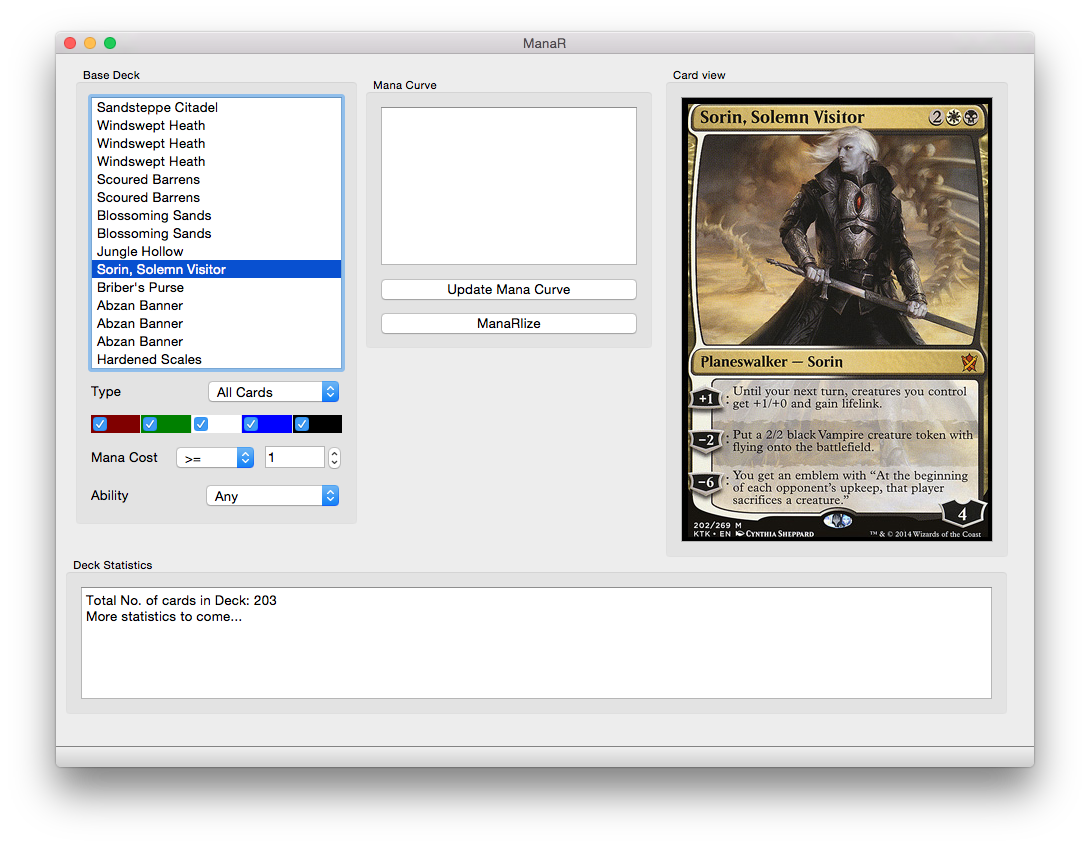 ManaR
Base Deck
Sandsteppe Citadel
Windswept Heath
Windswept Heath
Windswept Heath
Scoured Barrens
Scoured Barrens
Blossoming Sands
Blossoming Sands
Jungle Hollow
Sorin, Solemn Visitor
Briber's Purse
Abzan Banner
Abzan Banner
Abzan Banner
Hardened Scales
Type
All Cards
Mana Cost
>=
1
Ability
Any
Mana Curve
Update Mana Curve
ManaRlize
Card view
Sorin, Solemn Visitor
2
Planeswalker — Sorin
+1 : Until your next turn, creatures you control
get +1/+0 and gain lifelink.
−2 : Put a 2/2 black Vampire creature token with
flying onto the battlefield.
−6 : You get an emblem with “At the beginning
of each opponent's upkeep, that player
sacrifices a creature.”
4
202/269 M
KTK • EN Cynthia Sheppard
™ & © 2014 Wizards of the Coast
Deck Statistics
Total No. of cards in Deck: 203
More statistics to come...